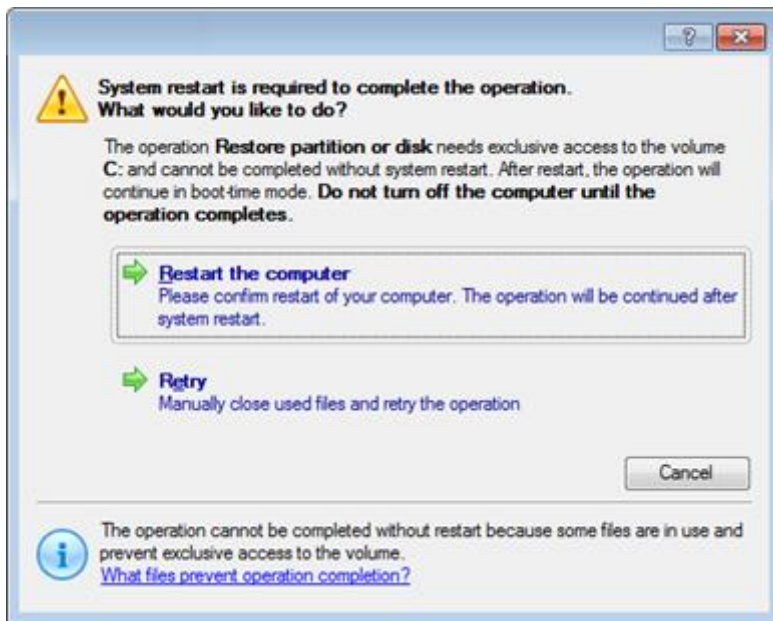 System restart is required to complete the operation.
What would you like to do?
The operation Restore partition or disk needs exclusive access to the volume
C: and cannot be completed without system restart. After restart, the operation will
continue in boot-time mode. Do not turn off the computer until the
operation completes.
Restart the computer
Please confirm restart of your computer. The operation will be continued after
system restart.
Retry
Manually close used files and retry the operation
Cancel
The operation cannot be completed without restart because some files are in use and
prevent exclusive access to the volume.
What files prevent operation completion?